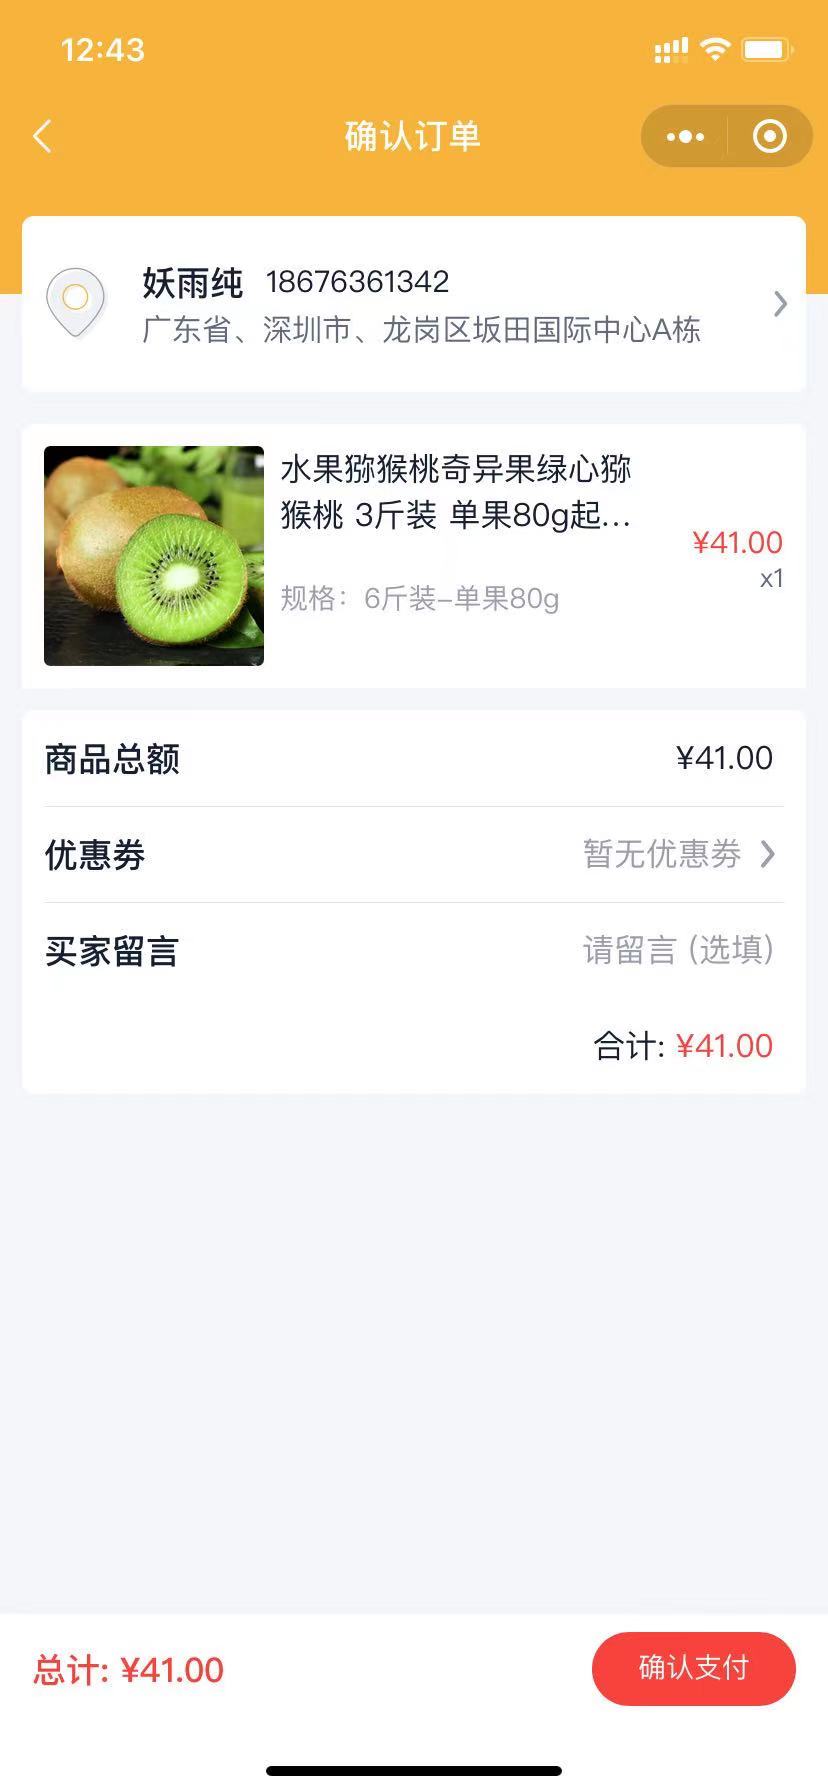 12:43
确认订单
妖雨纯 18676361342
广东省、深圳市、龙岗区坂田国际中心A栋
水果猕猴桃奇异果绿心猕
猴桃 3斤装 单果80g起...
¥41.00
x1
规格：6斤装-单果80g
商品总额 ¥41.00
优惠券 暂无优惠券
买家留言 请留言 (选填)
合计: ¥41.00
总计: ¥41.00 确认支付